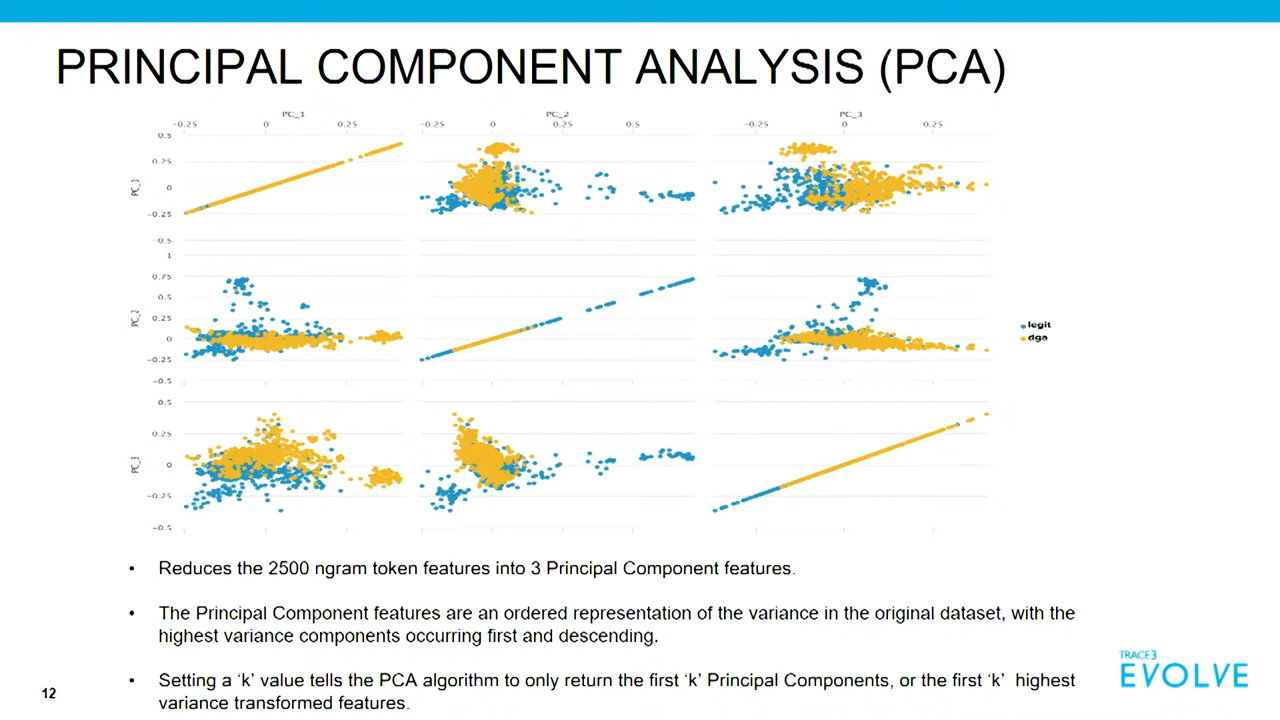 PRINCIPAL COMPONENT ANALYSIS (PCA)
PC_1 PC_2 PC_3
-0.25 0 0.25 -0.25 0 0.25 0.5 -0.25 0 0.25
0.5
0.25
PC_1
0
-0.25
-0.5
1
0.75
0.5
0.25
PC_2
0
-0.25
-0.5
0.5
0.25
PC_3
0
-0.25
-0.5
legit
dga
• Reduces the 2500 ngram token features into 3 Principal Component features.
• The Principal Component features are an ordered representation of the variance in the original dataset, with the
highest variance components occurring first and descending.
• Setting a ‘k’ value tells the PCA algorithm to only return the first ‘k’ Principal Components, or the first ‘k’ highest
variance transformed features.
12
TRACE3
EVOLVE